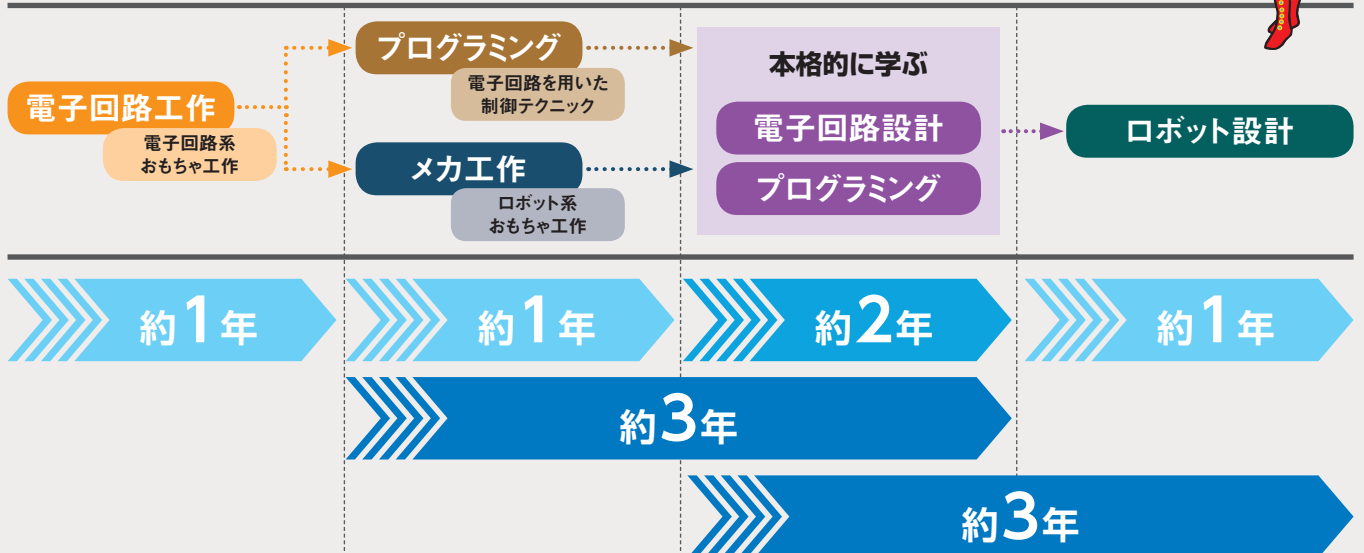 電子回路工作
電子回路系
おもちゃ工作
プログラミング
電子回路を用いた
制御テクニック
メカ工作
ロボット系
おもちゃ工作
本格的に学ぶ
電子回路設計
プログラミング
ロボット設計
約1年
約1年
約2年
約1年
約3年
約3年